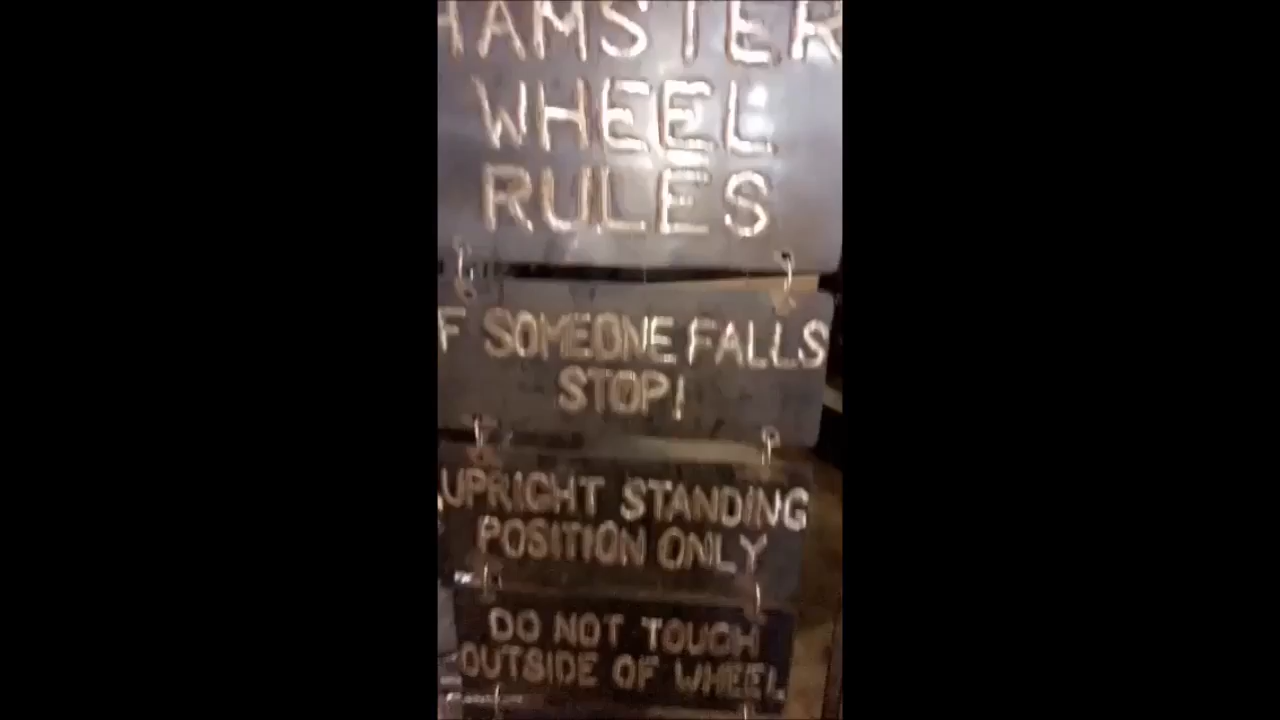 HAMSTER
WHEEL
RULES
F SOMEONE FALLS
STOP!
UPRIGHT STANDING
POSITION ONLY
DO NOT TOUCH
OUTSIDE OF WHEEL